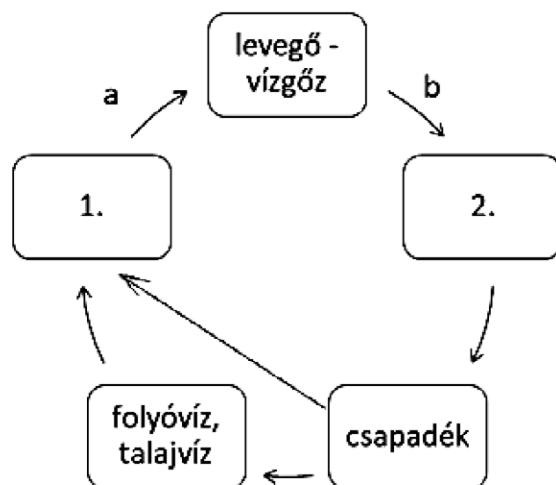 levegő -
vízgőz
a
b
1.
2.
folyóvíz,
talajvíz
csapadék